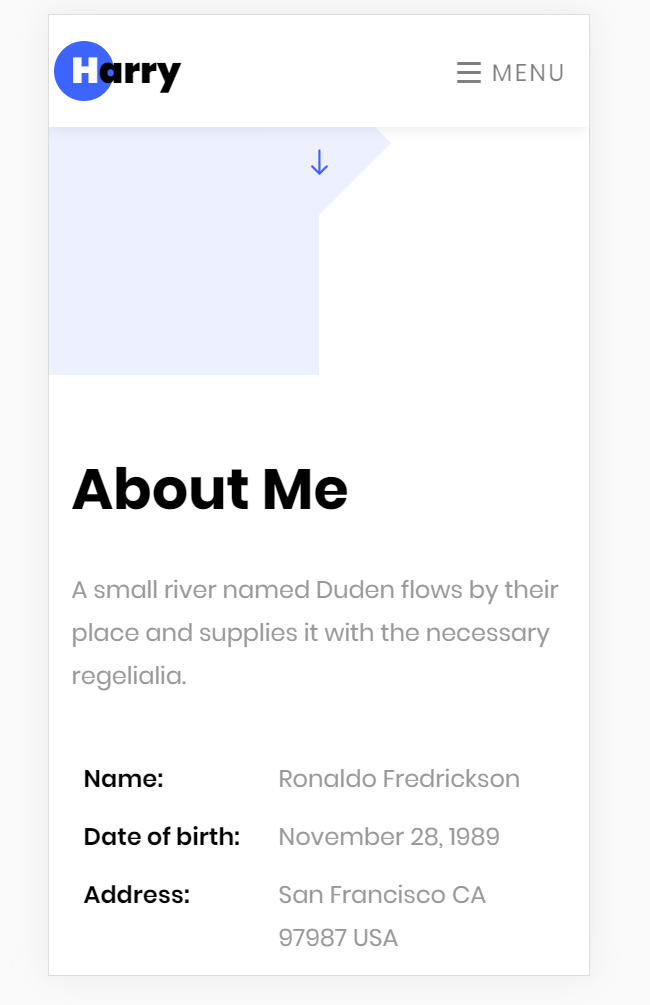 Harry
MENU
About Me
A small river named Duden flows by their
place and supplies it with the necessary
regelialia.
Name: Ronaldo Fredrickson
Date of birth: November 28, 1989
Address: San Francisco CA
97987 USA